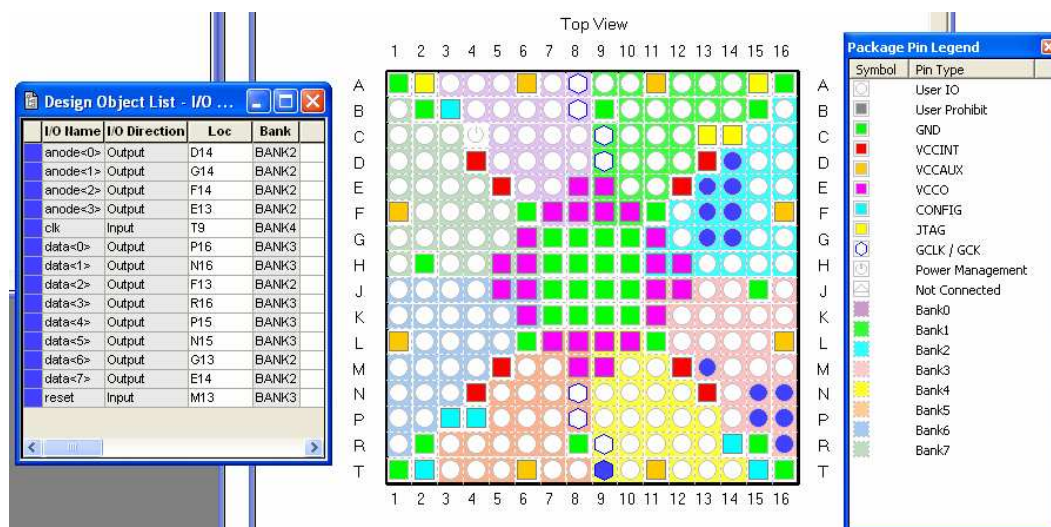 Top View
1 2 3 4 5 6 7 8 9 10 11 12 13 14 15 16
A A
B B
C C
D D
E E
F F
G G
H H
J J
K K
L L
M M
N N
P P
R R
T T
1 2 3 4 5 6 7 8 9 10 11 12 13 14 15 16
Design Object List - I/O ...
I/O Name I/O Direction Loc Bank
anode<0> Output D14 BANK2
anode<1> Output G14 BANK2
anode<2> Output F14 BANK2
anode<3> Output E13 BANK2
clk Input T9 BANK4
data<0> Output P16 BANK3
data<1> Output N16 BANK3
data<2> Output F13 BANK2
data<3> Output R16 BANK3
data<4> Output P15 BANK3
data<5> Output N15 BANK3
data<6> Output G13 BANK2
data<7> Output E14 BANK2
reset Input M13 BANK3
Package Pin Legend
Symbol Pin Type
User IO
User Prohibit
GND
VCCINT
VCCAUX
VCCO
CONFIG
JTAG
GCLK / GCK
Power Management
Not Connected
Bank0
Bank1
Bank2
Bank3
Bank4
Bank5
Bank6
Bank7